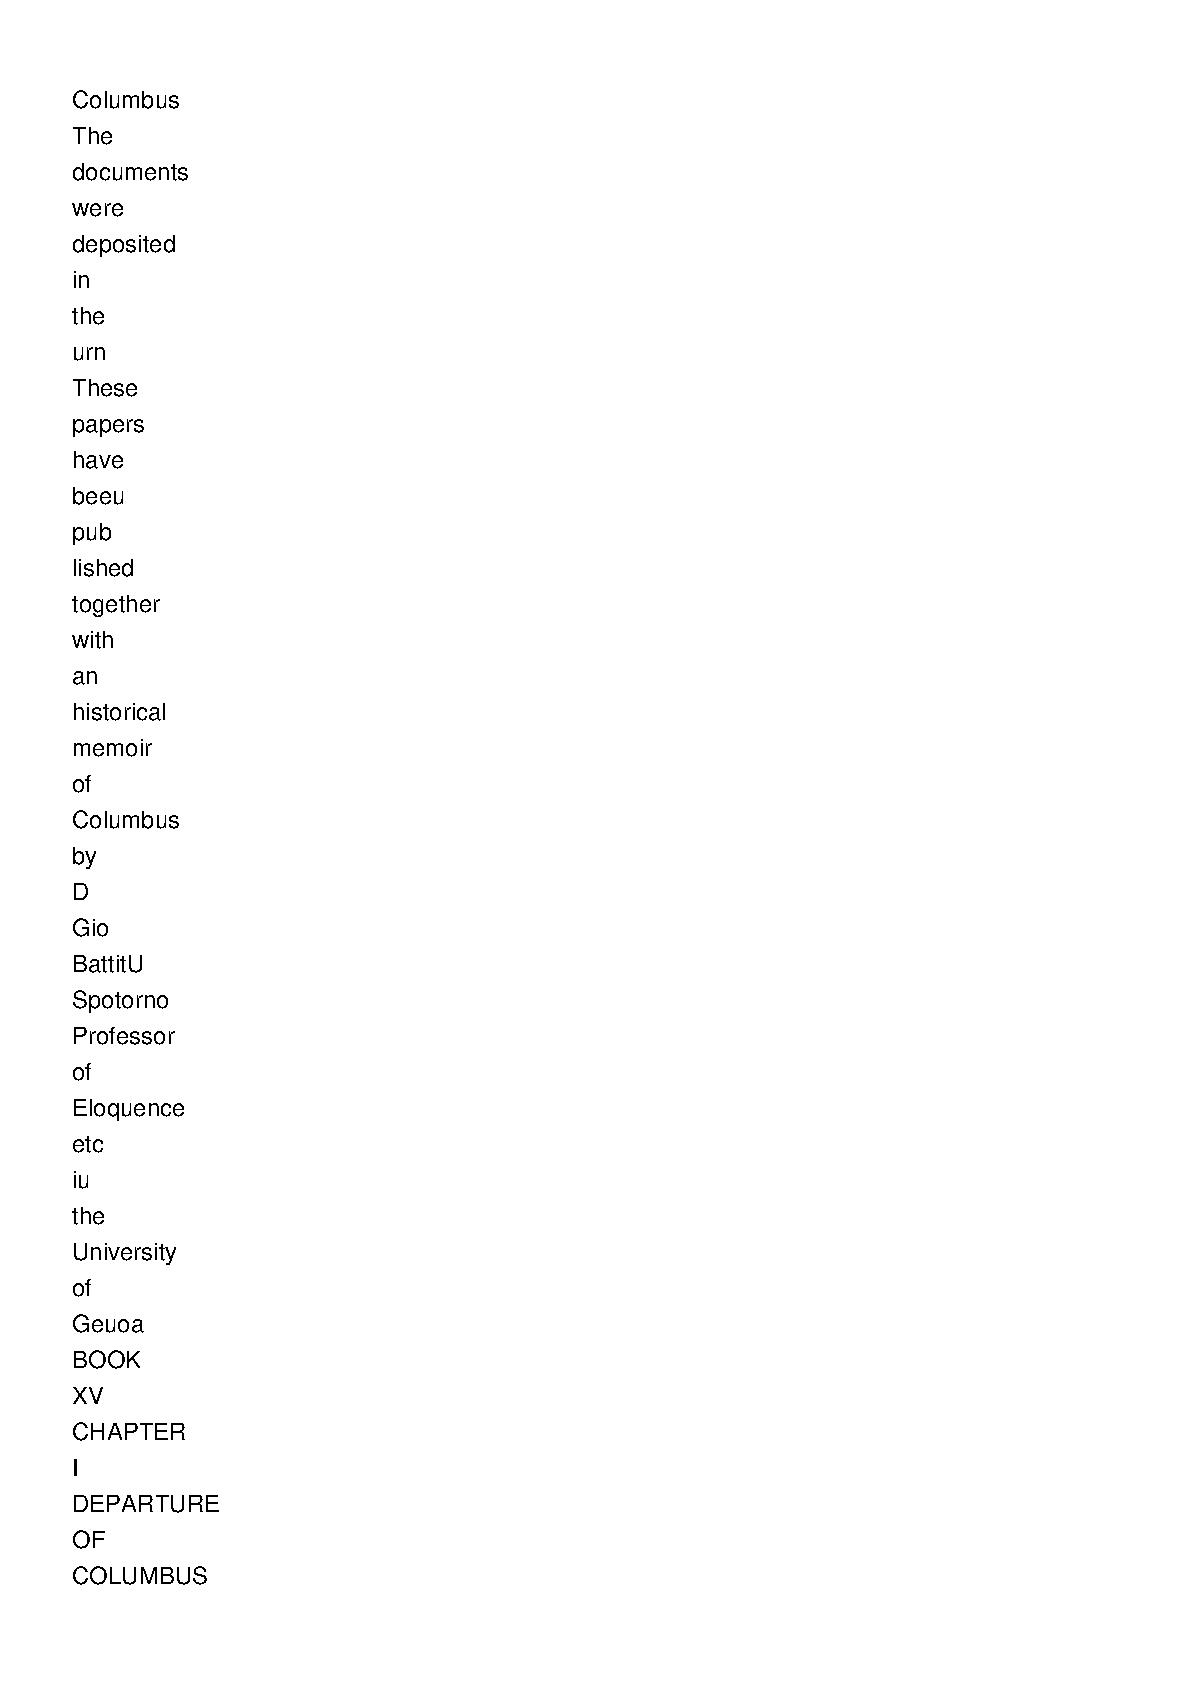 Columbus
The
documents
were
deposited
in
the
urn
These
papers
have
beeu
pub
lished
together
with
an
historical
memoir
of
Columbus
by
D
Gio
BattitU
Spotorno
Professor
of
Eloquence
etc
iu
the
University
of
Geuoa
BOOK
XV
CHAPTER
I
DEPARTURE
OF
COLUMBUS